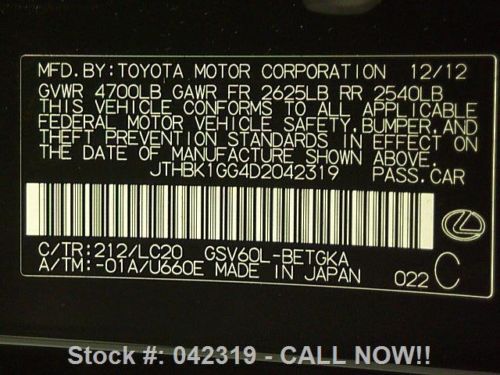 MFD.BY:TOYOTA MOTOR CORPORATION 12/12
GVWR 4700LB GAWR FR 2625LB RR 2540LB
THIS VEHICLE CONFORMS TO ALL APPLICABLE
FEDERAL MOTOR VEHICLE SAFETY,BUMPER,AND
THEFT PREVENTION STANDARDS IN EFFECT ON
THE DATE OF MANUFACTURE SHOWN ABOVE.
JTHBK1GG4D2042319 PASS.CAR
C/TR:212/LC20 GSV60L-BETGKA
A/TM:-01A/U660E MADE IN JAPAN 022 C
Stock #: 042319 - CALL NOW!!